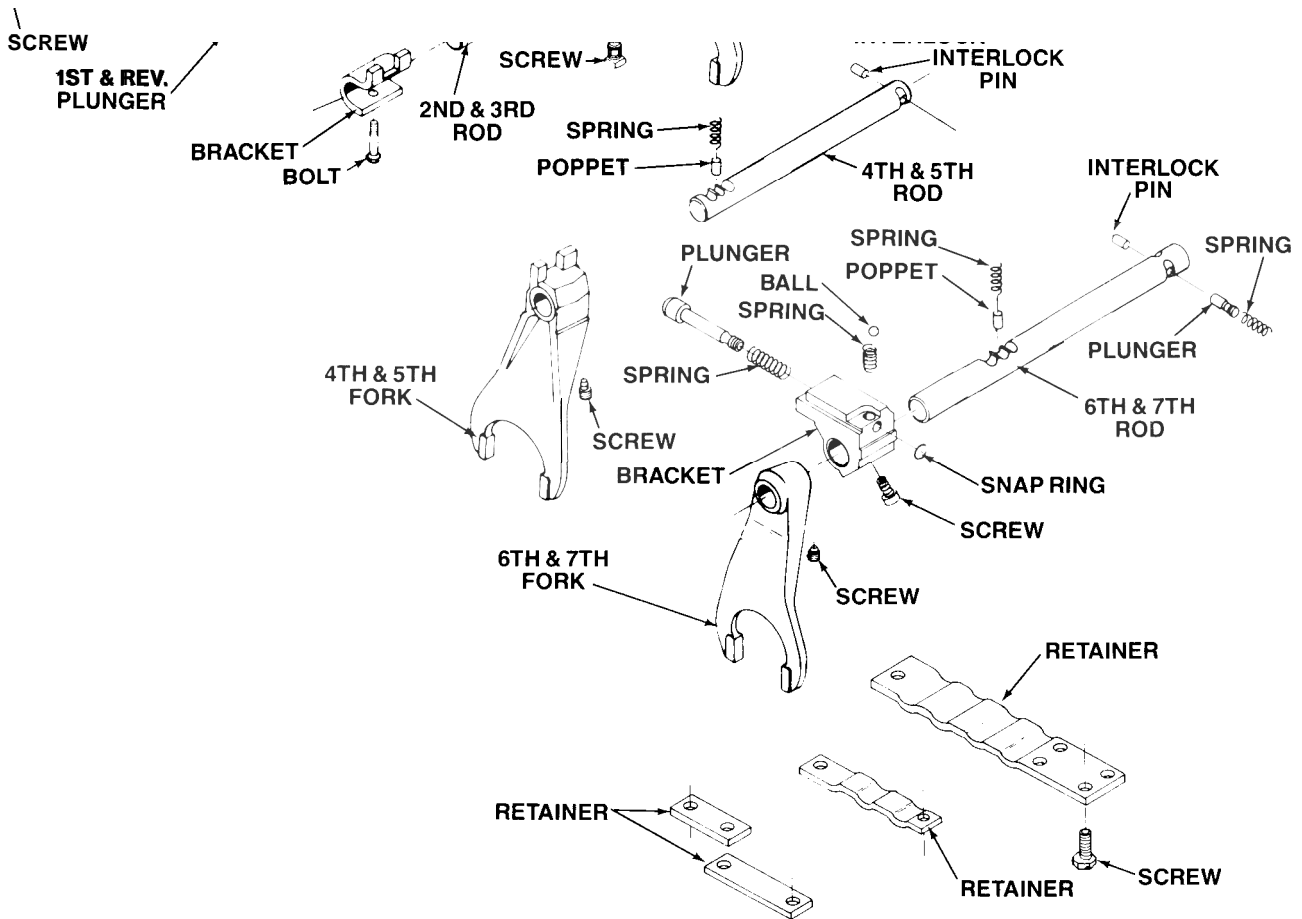 SCREW
1ST & REV.
PLUNGER
BRACKET
BOLT
2ND & 3RD
ROD
SCREW
SPRING
POPPET
INTERLOCK
INTERLOCK
PIN
4TH & 5TH
ROD
INTERLOCK
PIN
SPRING
POPPET
SPRING
PLUNGER
BALL
SPRING
SPRING
PLUNGER
6TH & 7TH
ROD
4TH & 5TH
FORK
SCREW
BRACKET
SNAP RING
SCREW
6TH & 7TH
FORK
SCREW
RETAINER
RETAINER
RETAINER
SCREW